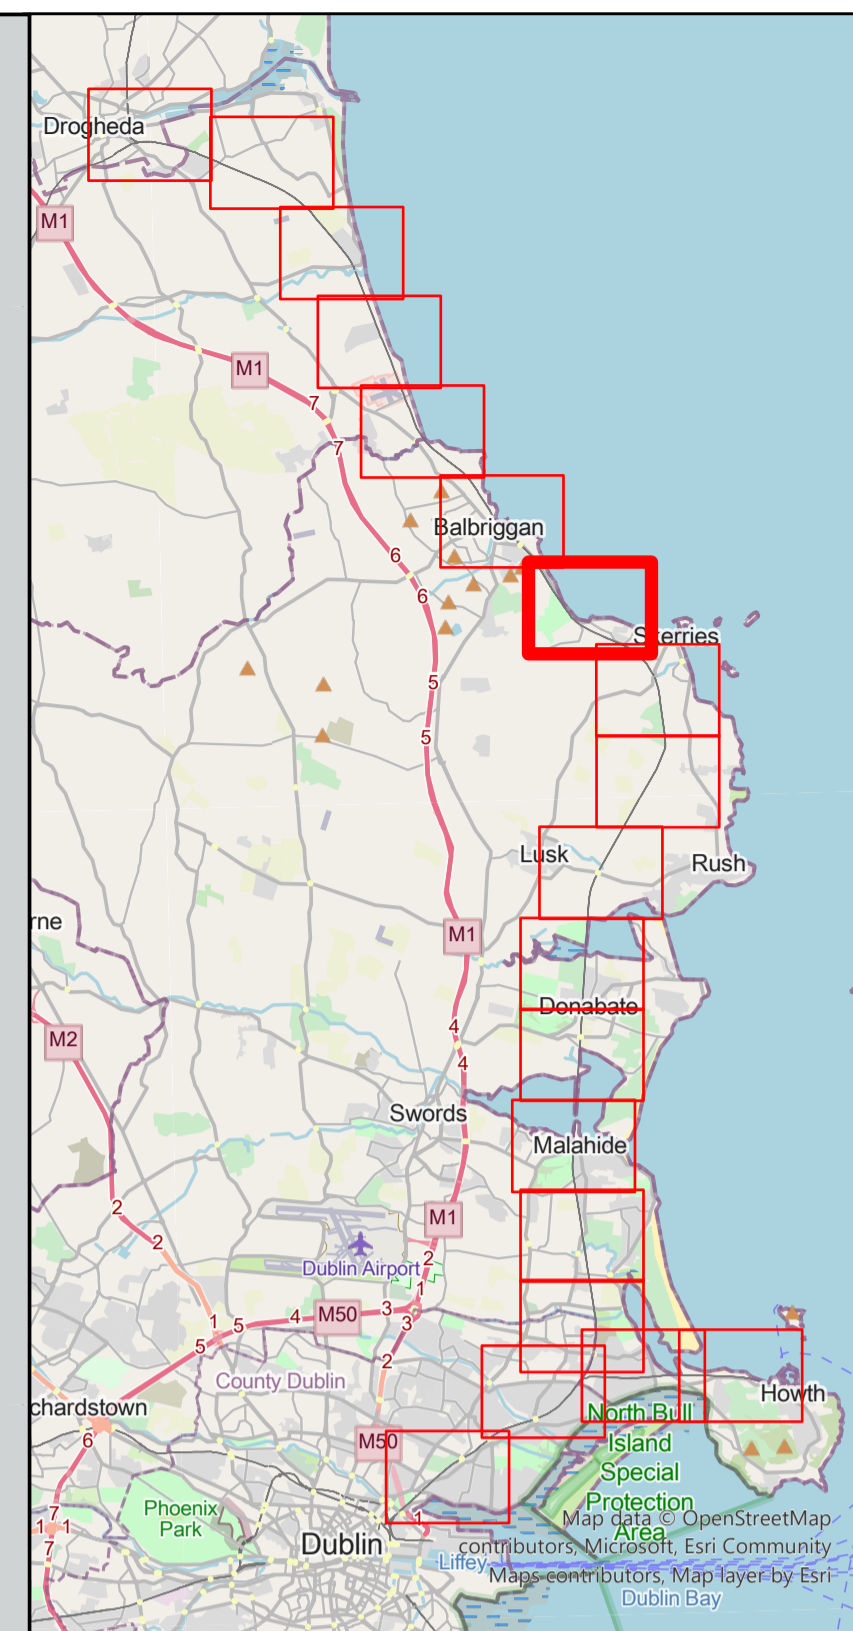 Drogheda
M1
M1
7
7
Balbriggan
6
6
Skerries
5
5
Lusk
Rush
rne
M1
Donabate
M2
4
4
Swords
Malahide
2
2
M1
Dublin Airport
2
1
M50
3
3
4
5
1
5
2
County Dublin
Howth
chardstown
6
M50
North Bull
Island
Special
Protection
Area
Phoenix
Park
1
7
1 1
7
Dublin
Liffey
Map data © OpenStreetMap
contributors, Microsoft, Esri Community
Maps contributors, Map layer by Esri
Dublin Bay